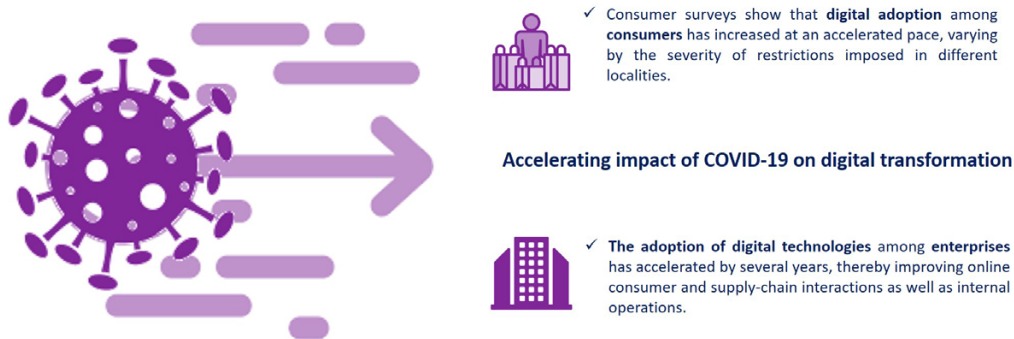 ✓ Consumer surveys show that digital adoption among
consumers has increased at an accelerated pace, varying
by the severity of restrictions imposed in different
localities.
Accelerating impact of COVID-19 on digital transformation
✓ The adoption of digital technologies among enterprises
has accelerated by several years, thereby improving online
consumer and supply-chain interactions as well as internal
operations.